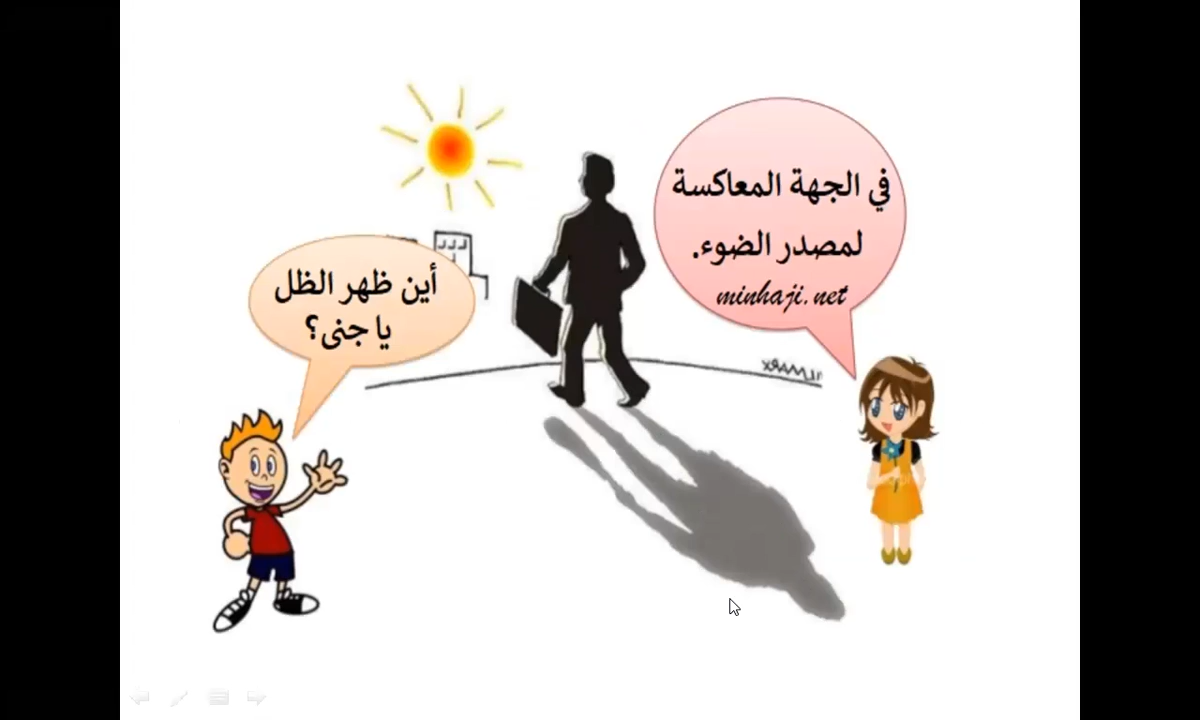 أين ظهر الظل
يا جنى؟
في الجهة المعاكسة
لمصدر الضوء.
minhaji.net